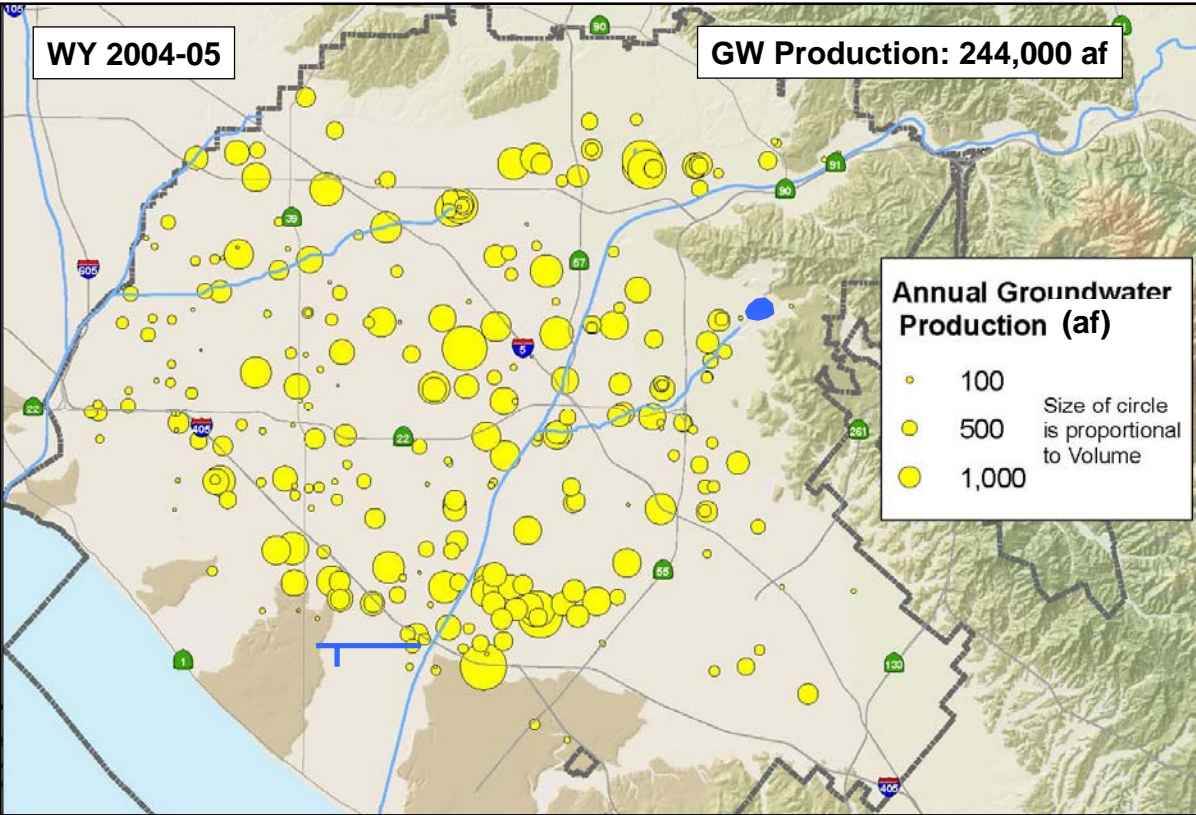 105
90
WY 2004-05
GW Production: 244,000 af
91
90
39
605
57
Annual Groundwater
Production (af)
100
500
1,000
Size of circle
is proportional
to Volume
5
22
405
22
261
55
1
133
405